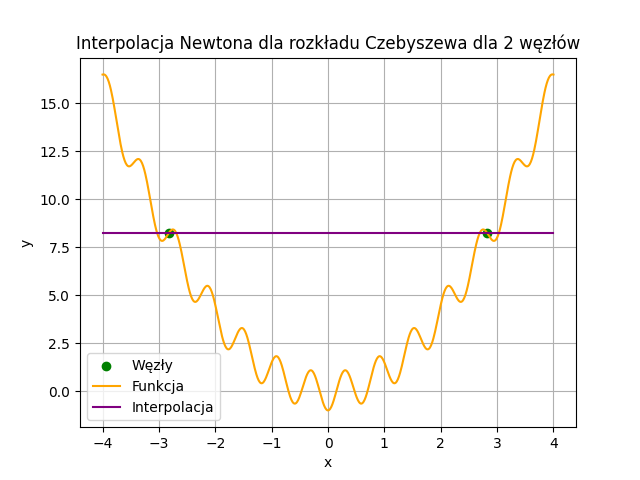 Interpolacja Newtona dla rozkładu Czebyszewa dla 2 węzłów
15.0
12.5
10.0
7.5
5.0
2.5
0.0
y
Węzły
Funkcja
Interpolacja
−4 −3 −2 −1 0 1 2 3 4
x